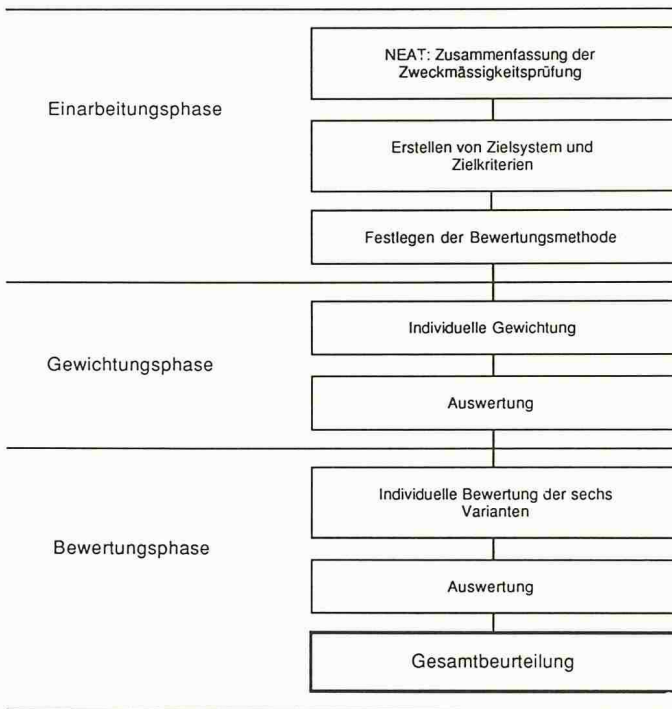 NEAT: Zusammenfassung der
Zweckmässigkeitsprüfung
Einarbeitungsphase
Erstellen von Zielsystem und
Zielkriterien
Festlegen der Bewertungsmethode
Individuelle Gewichtung
Gewichtungsphase
Auswertung
Individuelle Bewertung der sechs
Varianten
Bewertungsphase
Auswertung
Gesamtbeurteilung